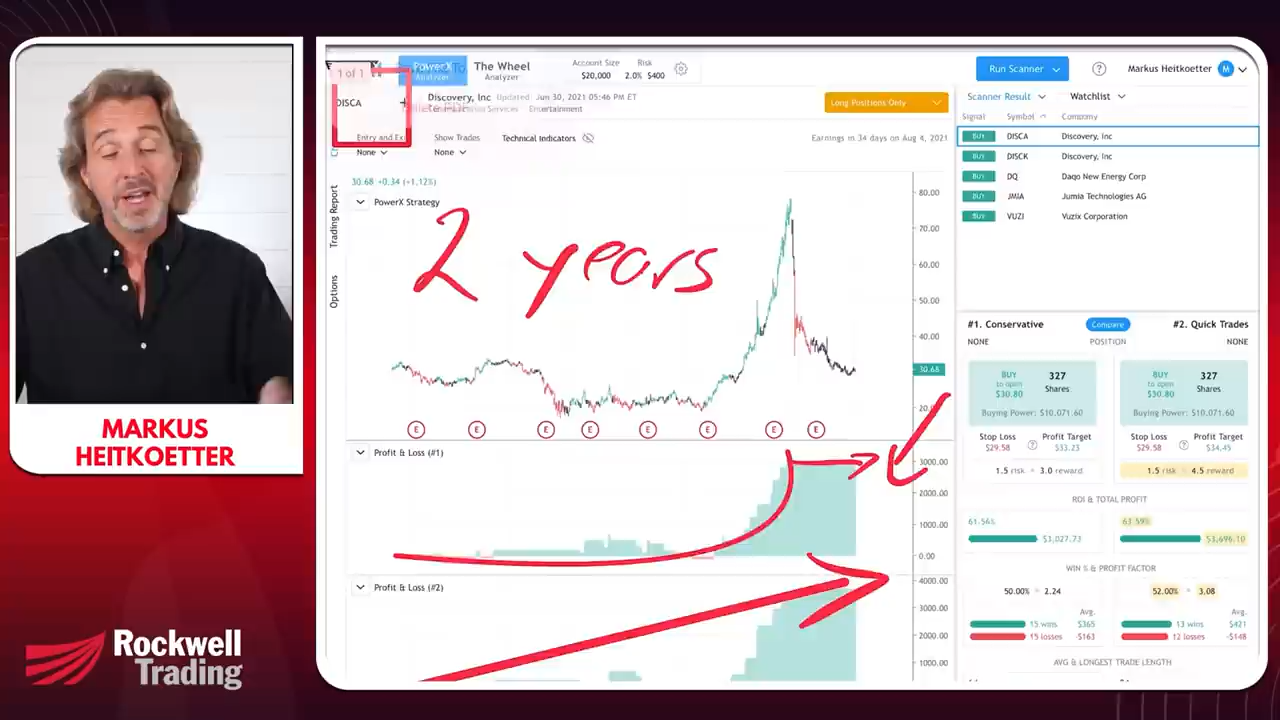 MARKUS
HEITKOETTER
Rockwell
Trading
1 of 1
PowerX
Analyzer
The Wheel
Analyzer
Account Size
$20,000
Risk
2.0% $400
Run Scanner
Markus Heitkoetter
M
DISCA
Discovery, Inc
Updated: Jun 30, 2021 05:46 PM ET
Communication Services
Entertainment
Long Positions Only
Entry and Ex
None
Show Trades
None
Technical Indicators
Earnings in 34 days on Aug 4, 2021
Trading Report
Options
30.68 +0.34 (+1.12%)
PowerX Strategy
2 years
80.00
70.00
60.00
50.00
40.00
30.68
E E E E E E E E
Profit & Loss (#1)
3000.00
2000.00
1000.00
0.00
Profit & Loss (#2)
4000.00
3000.00
2000.00
1000.00
Scanner Result
Watchlist
Signal Symbol Company
BUY DISCA Discovery, Inc
BUY DISCK Discovery, Inc
BUY DQ Daqo New Energy Corp
BUY JMIA Jumia Technologies AG
BUY VUZI Vuzix Corporation
#1. Conservative
Compare
#2. Quick Trades
NONE
POSITION
NONE
BUY
to open
$30.80
327
Shares
Buying Power: $10,071.60
BUY
to open
$30.80
327
Shares
Buying Power: $10,071.60
Stop Loss
$29.58
Profit Target
$33.23
Stop Loss
$29.58
Profit Target
$34.45
1.5 risk 3.0 reward
1.5 risk 4.5 reward
ROI & TOTAL PROFIT
$3,027.73
63.59%
$3,696.10
WIN % & PROFIT FACTOR
50.00% 2.24
52.00% 3.08
Avg.
15 wins $365
15 losses -$163
Avg.
13 wins $421
12 losses -$148
AVG & LONGEST TRADE LENGTH